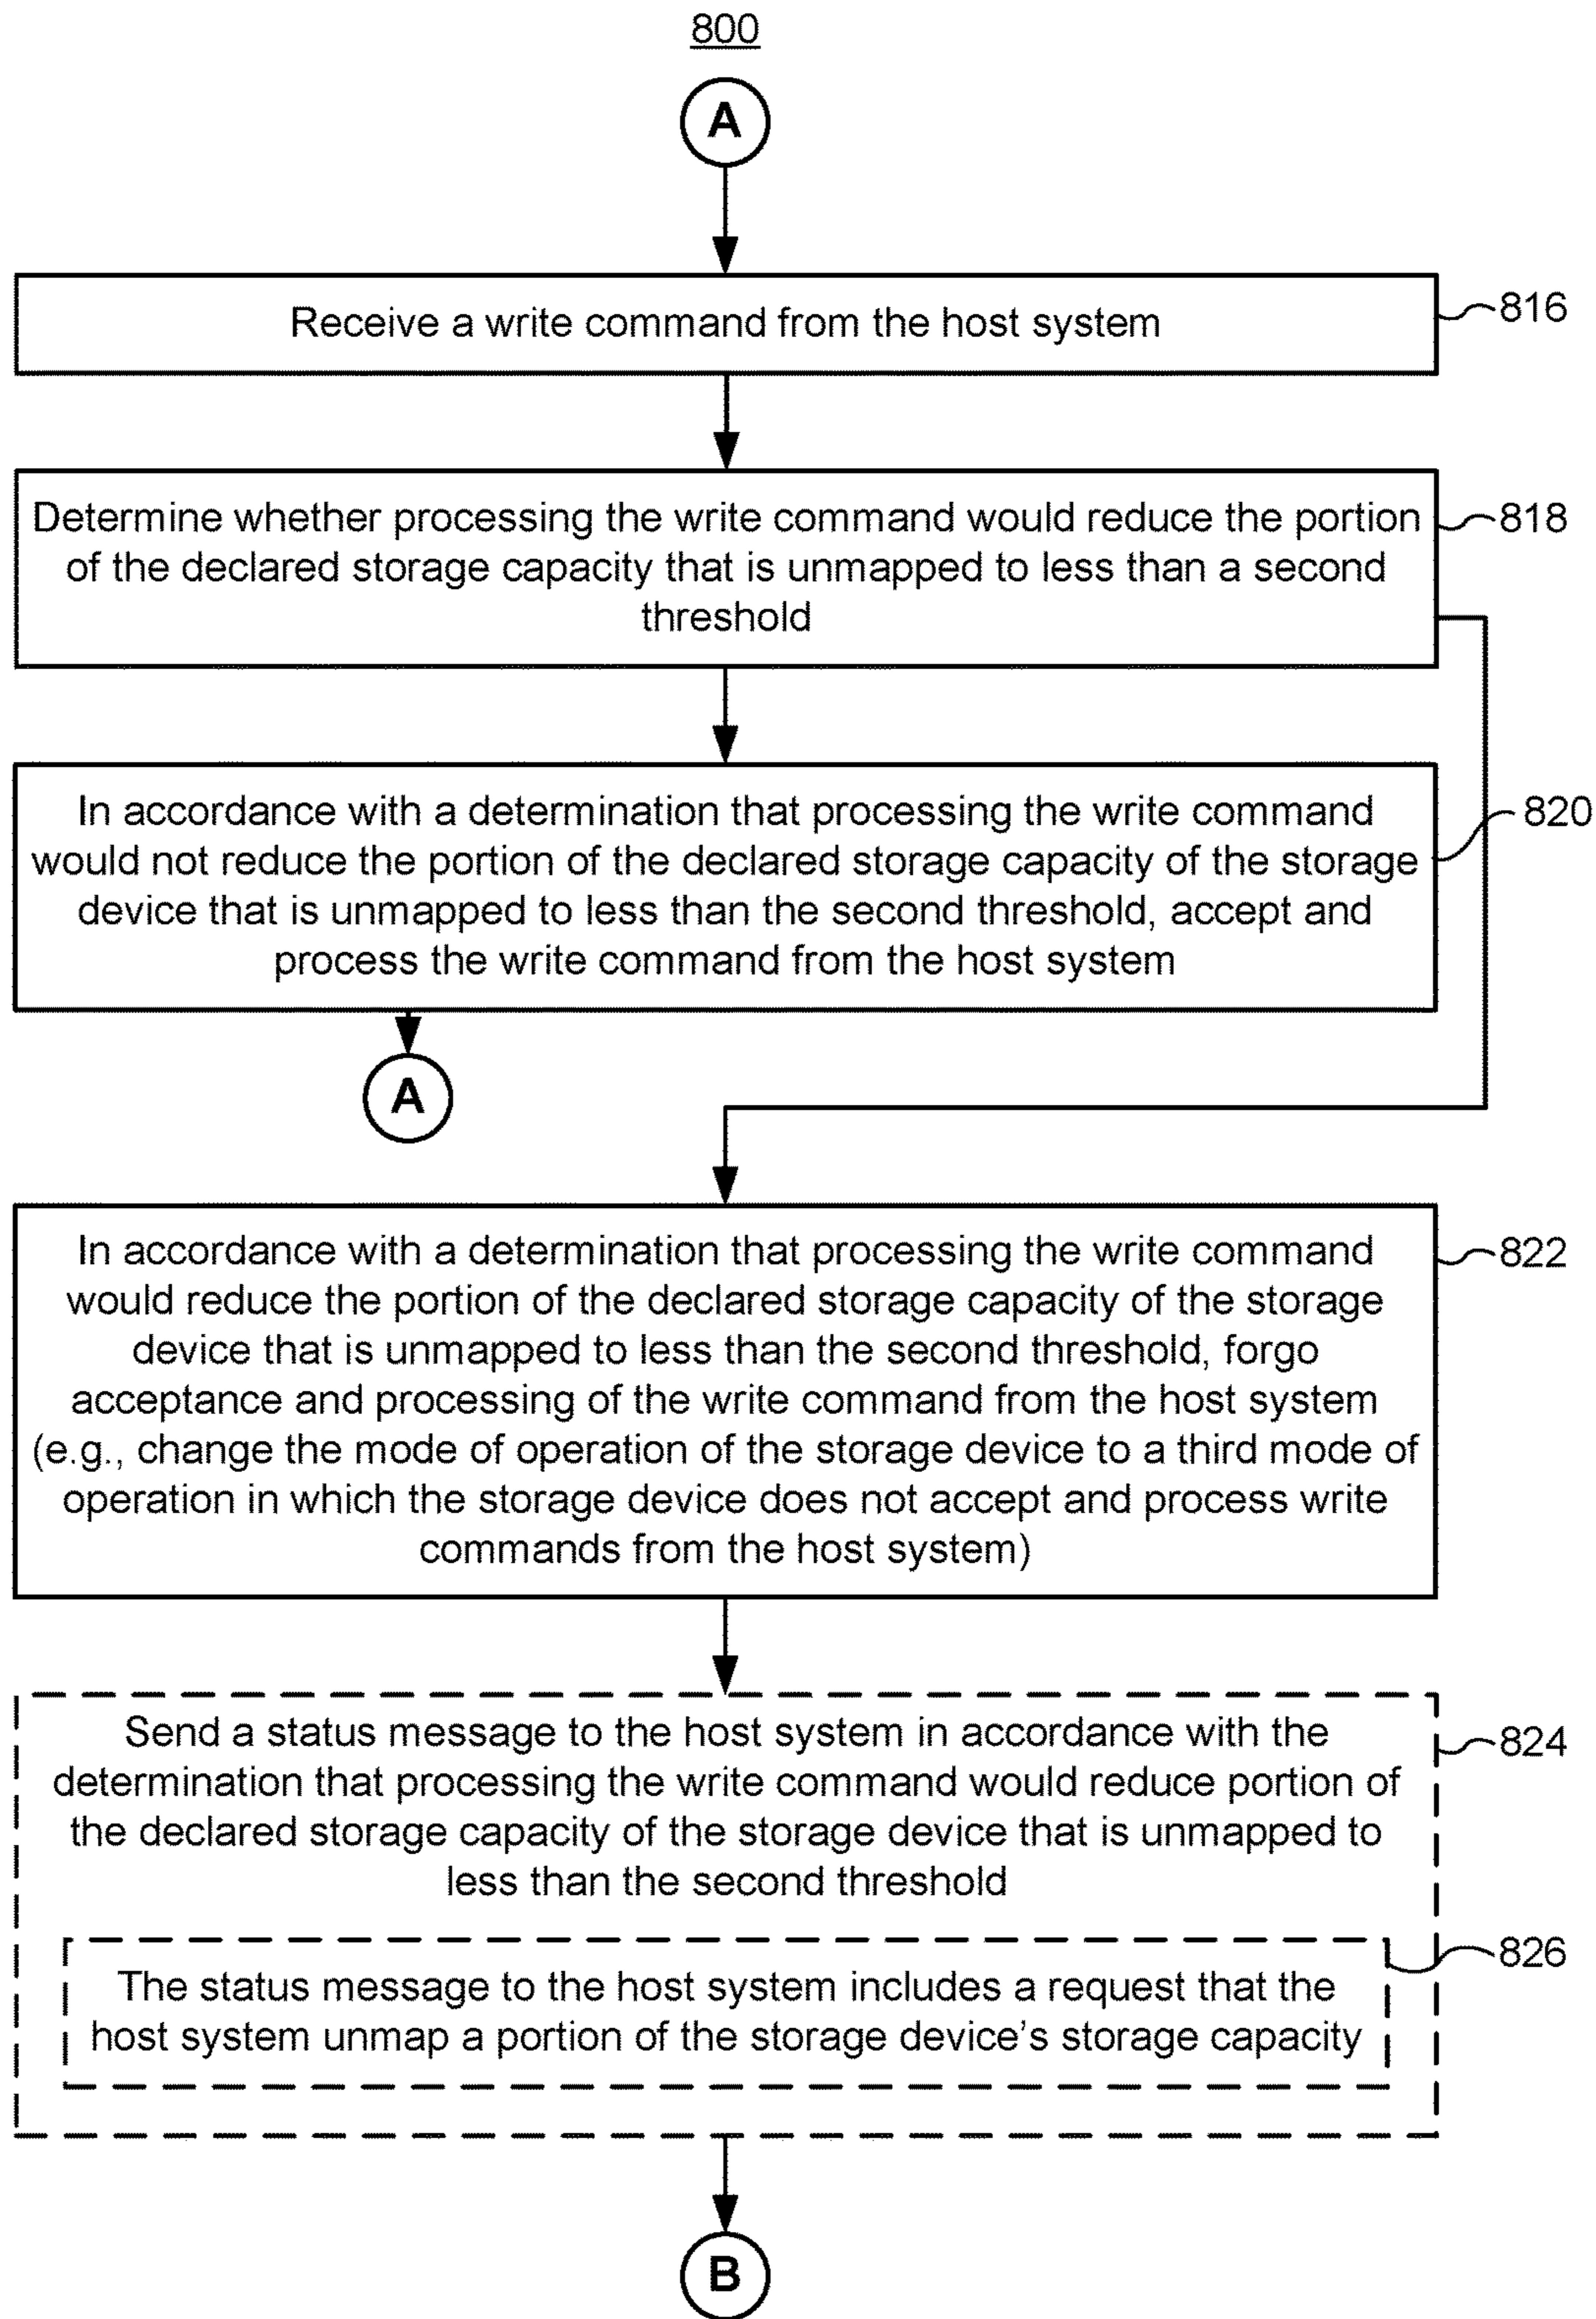 800
A
Receive a write command from the host system
816
Determine whether processing the write command would reduce the portion
of the declared storage capacity that is unmapped to less than a second
threshold
818
In accordance with a determination that processing the write command
would not reduce the portion of the declared storage capacity of the storage
device that is unmapped to less than the second threshold, accept and
process the write command from the host system
820
A
In accordance with a determination that processing the write command
would reduce the portion of the declared storage capacity of the storage
device that is unmapped to less than the second threshold, forgo
acceptance and processing of the write command from the host system
(e.g., change the mode of operation of the storage device to a third mode of
operation in which the storage device does not accept and process write
commands from the host system)
822
Send a status message to the host system in accordance with the
determination that processing the write command would reduce portion of
the declared storage capacity of the storage device that is unmapped to
less than the second threshold
824
The status message to the host system includes a request that the
host system unmap a portion of the storage device's storage capacity
826
B